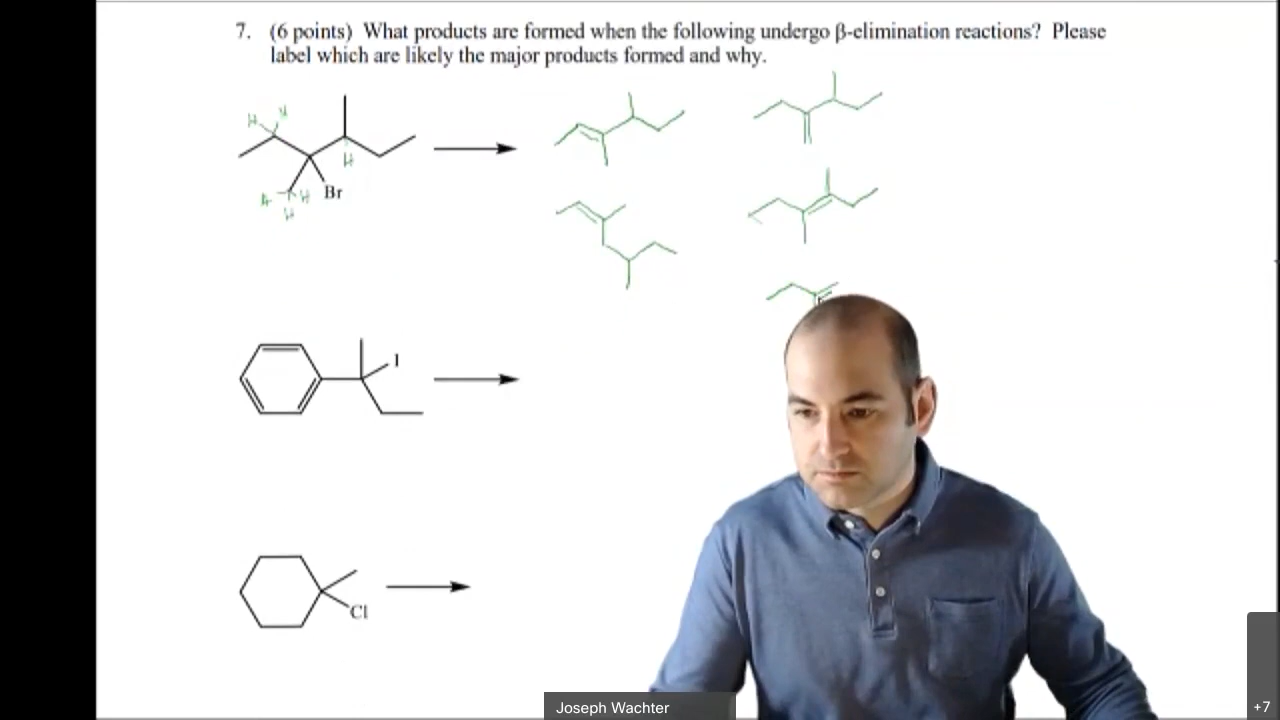 7. (6 points) What products are formed when the following undergo β-elimination reactions? Please
label which are likely the major products formed and why.
H H
H
H H
H
Br
I
Cl
Joseph Wachter
+7